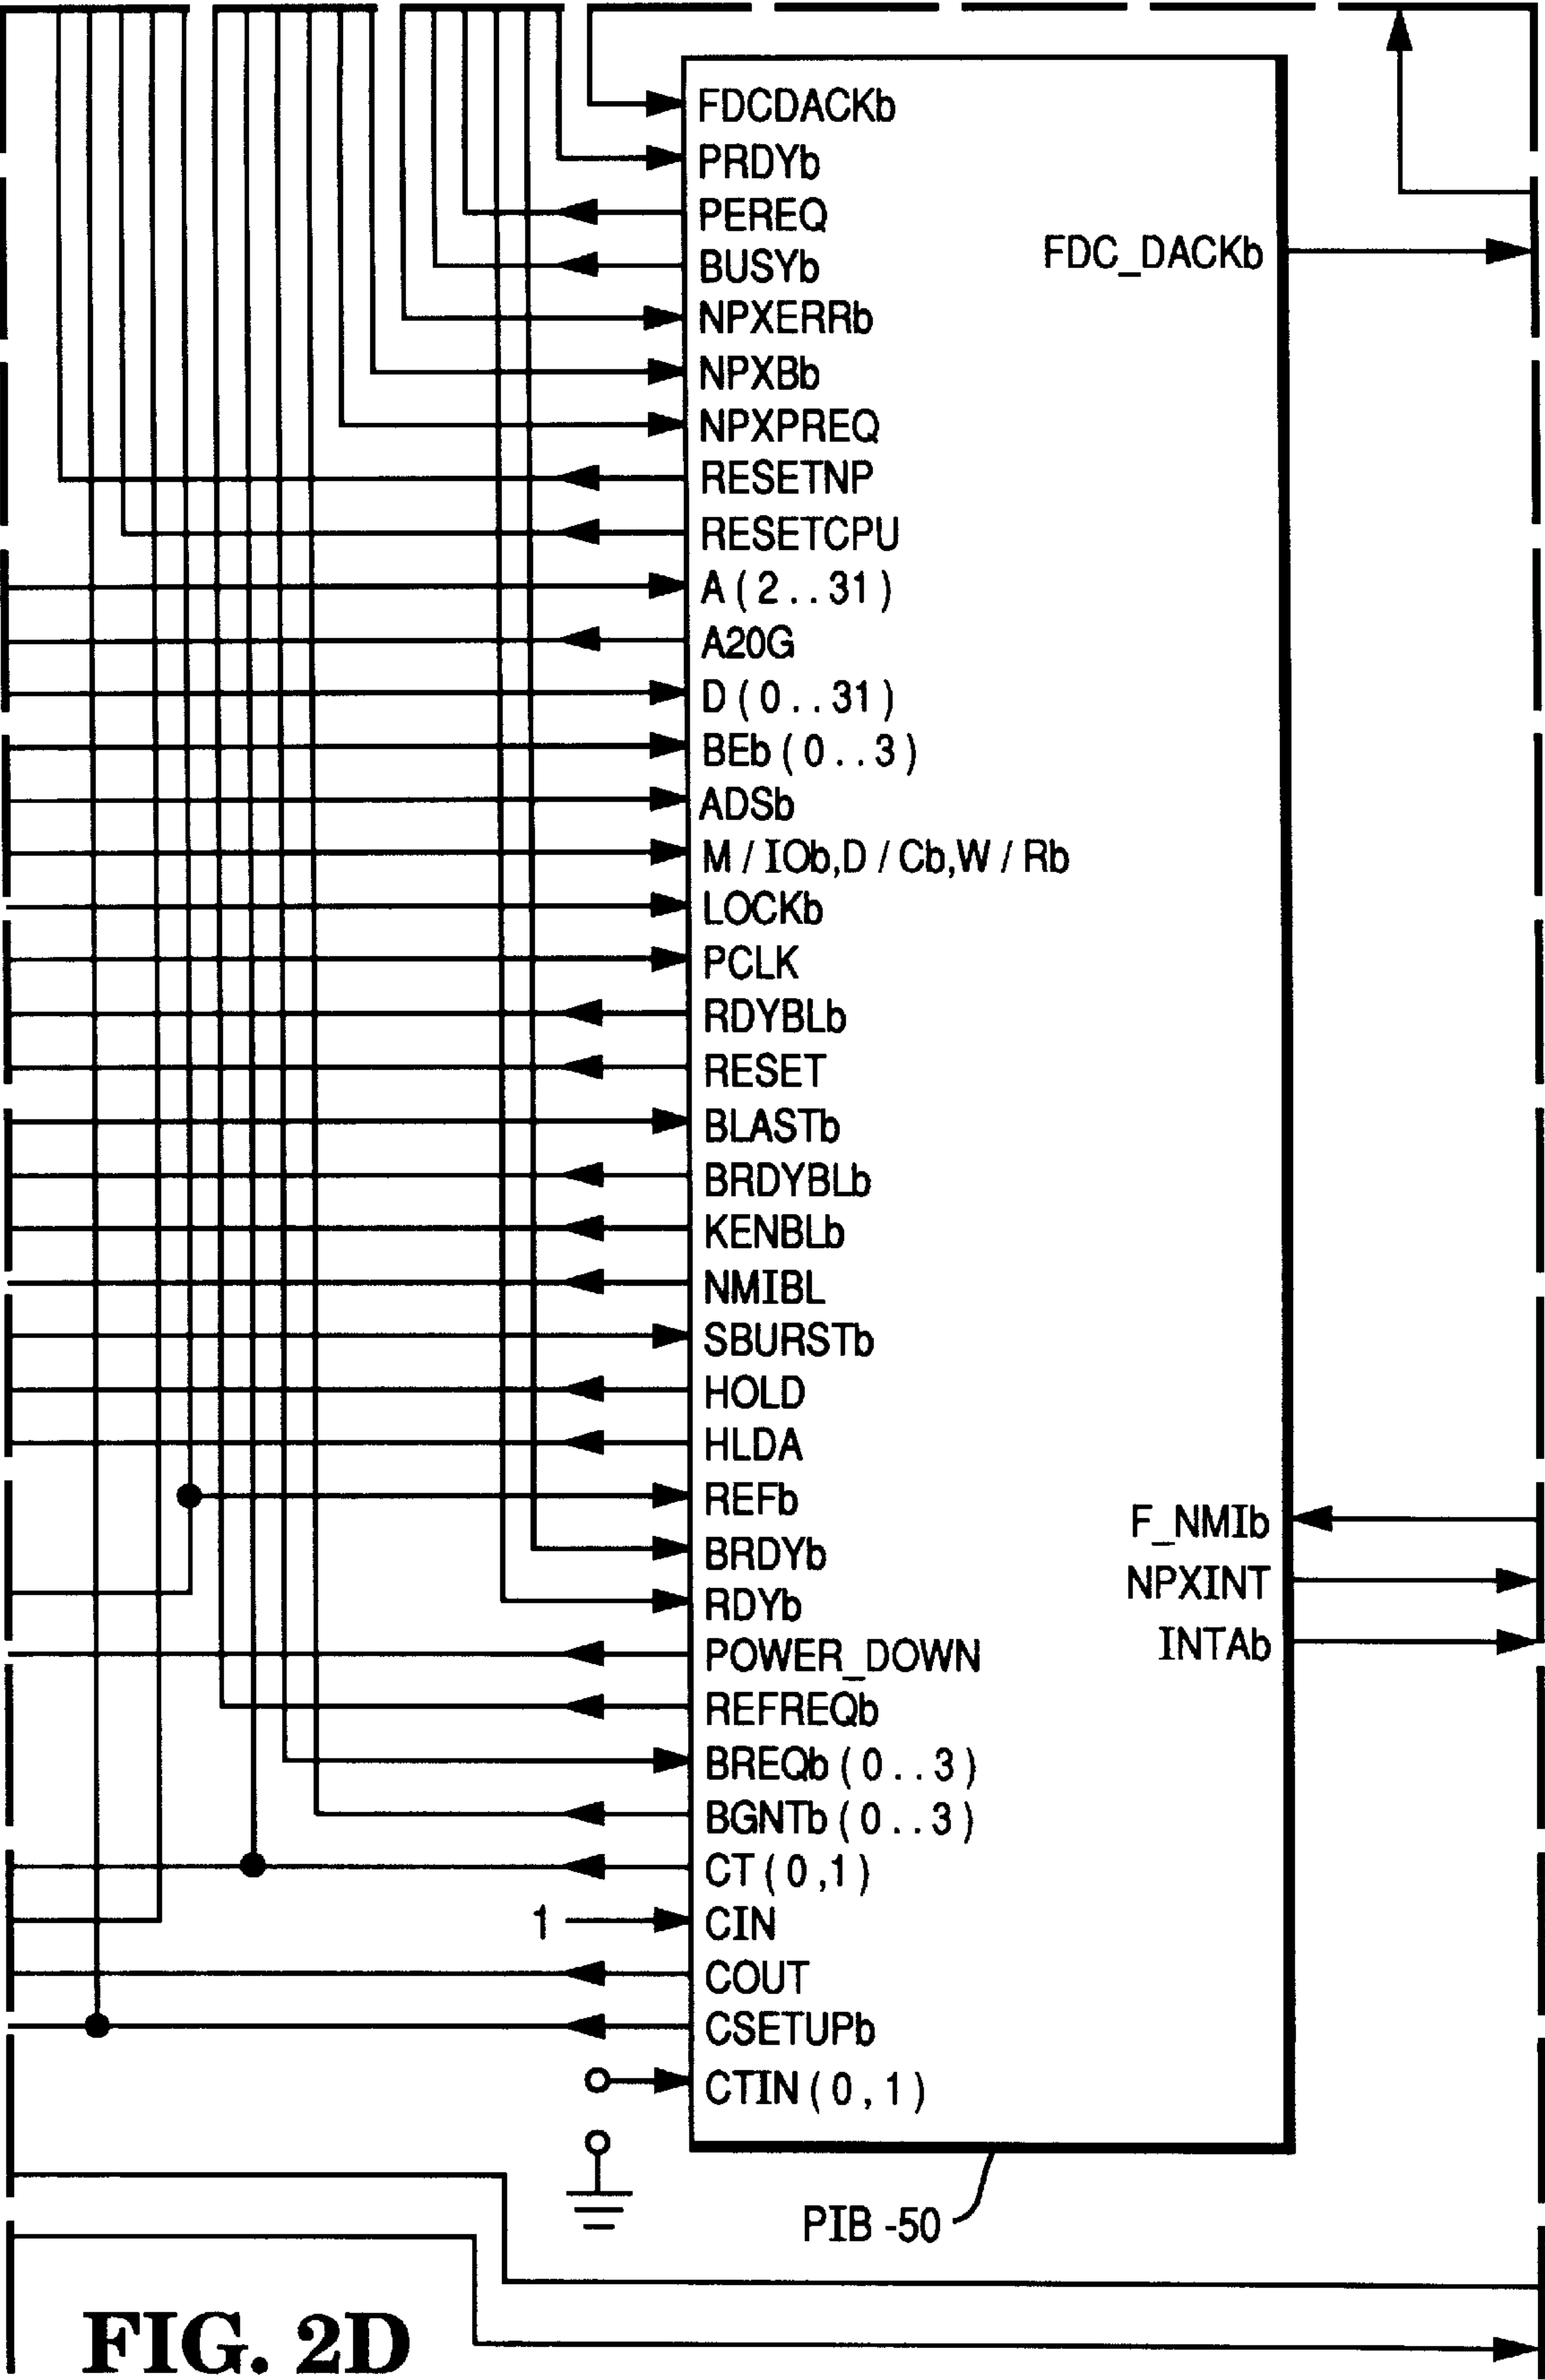 FDCDACKb
PRDYb
PEREQ
BUSYb
FDC_DACKb
NPXERRb
NPXBb
NPXPREQ
RESETNP
RESETCPU
A(2..31)
A20G
D(0..31)
BEb(0..3)
ADSb
M/IOb,D/Cb,W/Rb
LOCKb
PCLK
RDYBLb
RESET
BLASTb
BRDYBLb
KENBLb
NMIBL
SBURSTb
HOLD
HLDA
REFb
F_NMIb
BRDYb
NPXINT
RDYb
INTAb
POWER_DOWN
REFREQb
BREQb(0..3)
BGNTb(0..3)
CT(0,1)
1 CIN
COUT
CSETUPb
CTIN(0,1)
PIB-50
FIG. 2D